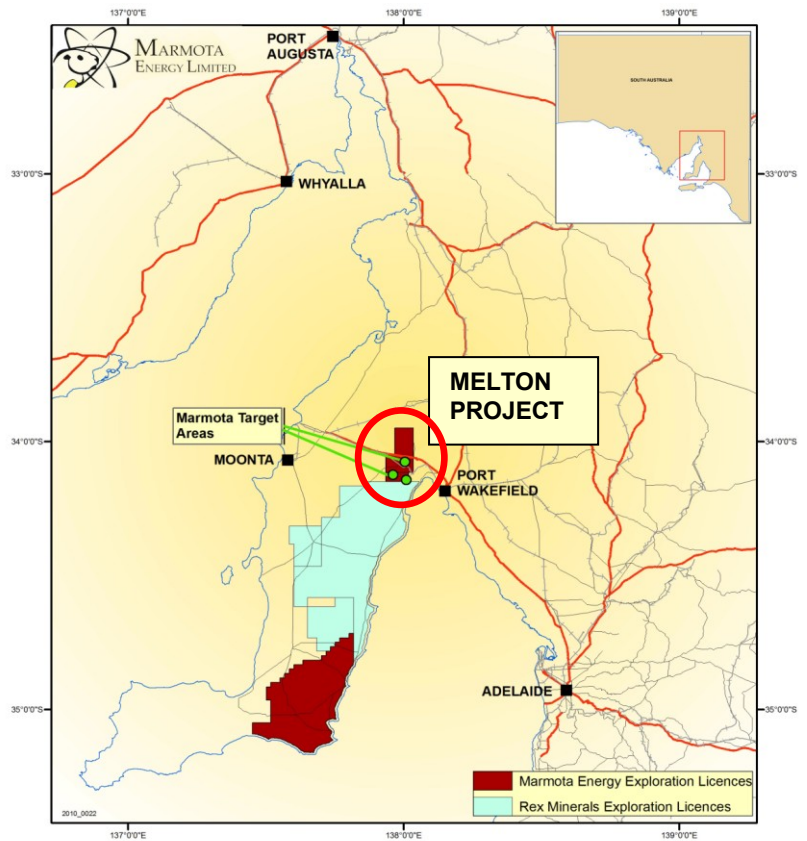 137°0'0"E
138°0'0"E
139°0'0"E
MARMOTA
ENERGY LIMITED
PORT
AUGUSTA
SOUTH AUSTRALIA
33°0'0"S
33°0'0"S
WHYALLA
MELTON
PROJECT
Marmota Target
Areas
34°0'0"S
34°0'0"S
MOONTA
PORT
WAKEFIELD
ADELAIDE
35°0'0"S
35°0'0"S
Marmota Energy Exploration Licences
Rex Minerals Exploration Licences
2010_0022
137°0'0"E
138°0'0"E
139°0'0"E